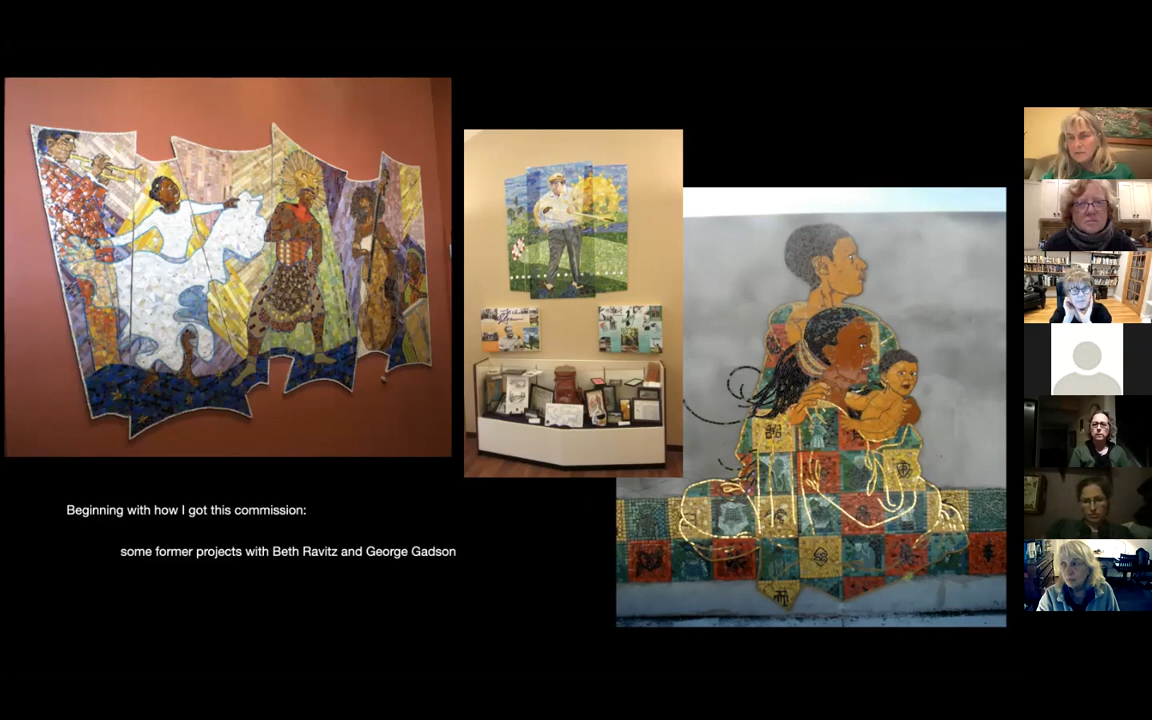 Beginning with how I got this commission:
some former projects with Beth Ravitz and George Gadson